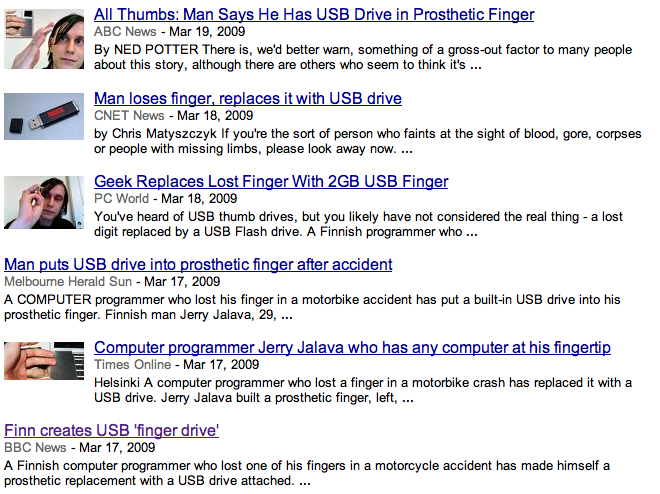 All Thumbs: Man Says He Has USB Drive in Prosthetic Finger
ABC News - Mar 19, 2009
By NED POTTER There is, we'd better warn, something of a gross-out factor to many people
about this story, although there are others who seem to think it's ...
Man loses finger, replaces it with USB drive
CNET News - Mar 18, 2009
by Chris Matyszczyk If you're the sort of person who faints at the sight of blood, gore, corpses
or people with missing limbs, please look away now. ...
Geek Replaces Lost Finger With 2GB USB Finger
PC World - Mar 18, 2009
You've heard of USB thumb drives, but you likely have not considered the real thing - a lost
digit replaced by a USB Flash drive. A Finnish programmer who ...
Man puts USB drive into prosthetic finger after accident
Melbourne Herald Sun - Mar 17, 2009
A COMPUTER programmer who lost his finger in a motorbike accident has put a built-in USB drive into his
prosthetic finger. Finnish man Jerry Jalava, 29, ...
Computer programmer Jerry Jalava who has any computer at his fingertip
Times Online - Mar 17, 2009
Helsinki A computer programmer who lost a finger in a motorbike crash has replaced it with a
USB drive. Jerry Jalava built a prosthetic finger, left, ...
Finn creates USB 'finger drive'
BBC News - Mar 17, 2009
A Finnish computer programmer who lost one of his fingers in a motorcycle accident has made himself a
prosthetic replacement with a USB drive attached. ...